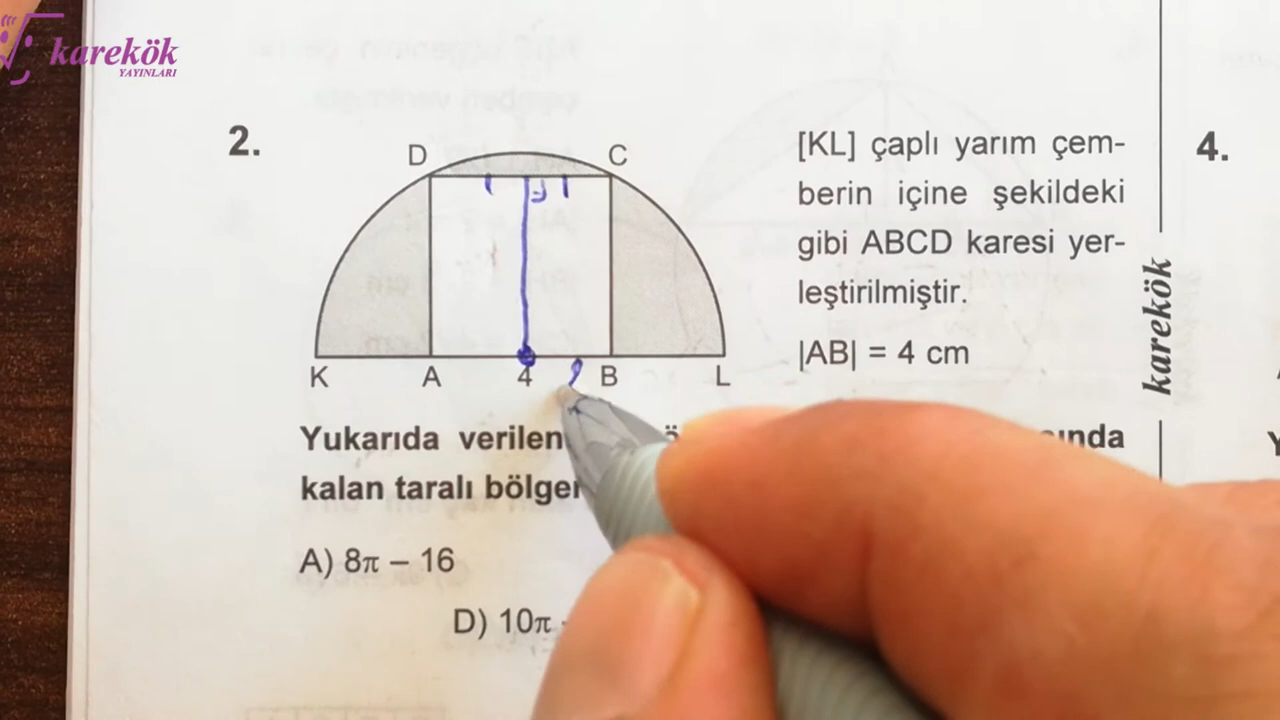 karekök
YAYINLARI
2.
D
C
K
A
4
B
L
[KL] çaplı yarım çem-
berin içine şekildeki
gibi ABCD karesi yer-
leştirilmiştir.
|AB| = 4 cm
Yukarıda verilen
kalan taralı bölge
A) 8π – 16
D) 10π
karekök
4.